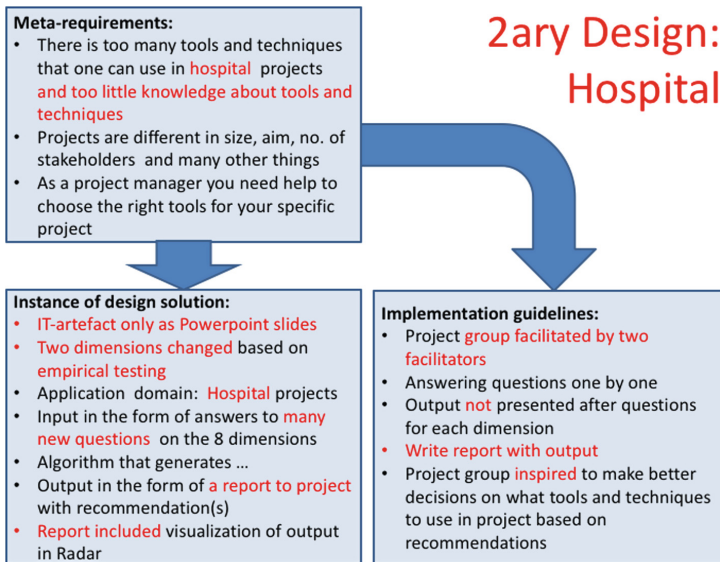 2ary Design:
Hospital
Meta-requirements:
• There is too many tools and techniques
that one can use in hospital projects
and too little knowledge about tools and
techniques
• Projects are different in size, aim, no. of
stakeholders and many other things
• As a project manager you need help to
choose the right tools for your specific
project
Instance of design solution:
• IT-artefact only as Powerpoint slides
• Two dimensions changed based on
empirical testing
• Application domain: Hospital projects
• Input in the form of answers to many
new questions on the 8 dimensions
• Algorithm that generates ...
• Output in the form of a report to project
with recommendation(s)
• Report included visualization of output
in Radar
Implementation guidelines:
• Project group facilitated by two
facilitators
• Answering questions one by one
• Output not presented after questions
for each dimension
• Write report with output
• Project group inspired to make better
decisions on what tools and techniques
to use in project based on
recommendations